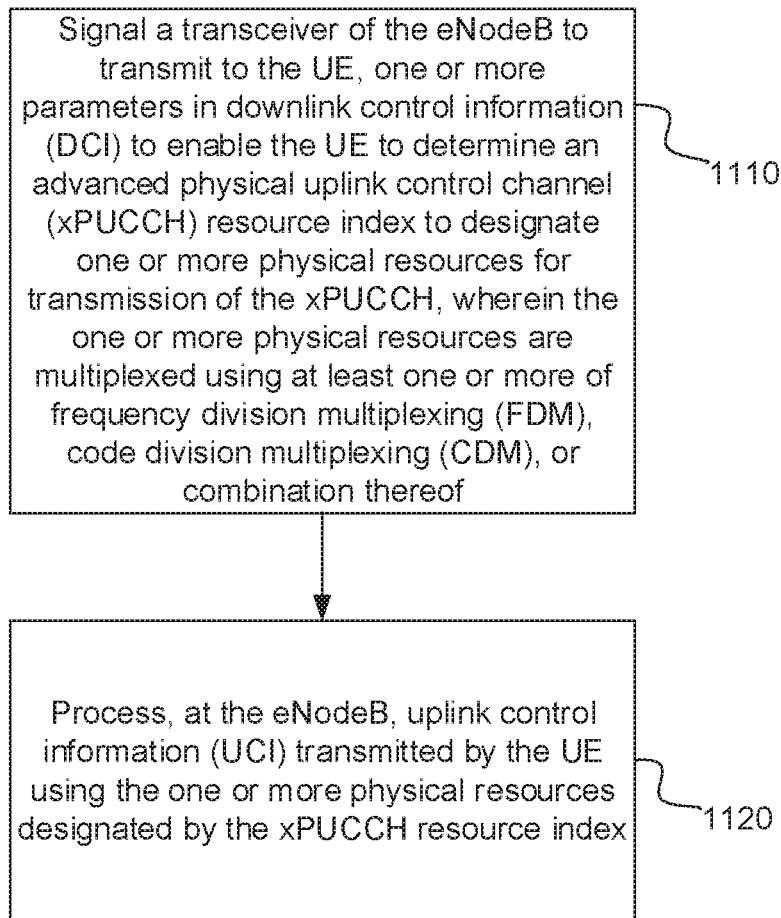 Signal a transceiver of the eNodeB to
transmit to the UE, one or more
parameters in downlink control information
(DCI) to enable the UE to determine an
advanced physical uplink control channel
(xPUCCH) resource index to designate
one or more physical resources for
transmission of the xPUCCH, wherein the
one or more physical resources are
multiplexed using at least one or more of
frequency division multiplexing (FDM),
code division multiplexing (CDM), or
combination thereof
1110
Process, at the eNodeB, uplink control
information (UCI) transmitted by the UE
using the one or more physical resources
designated by the xPUCCH resource index
1120